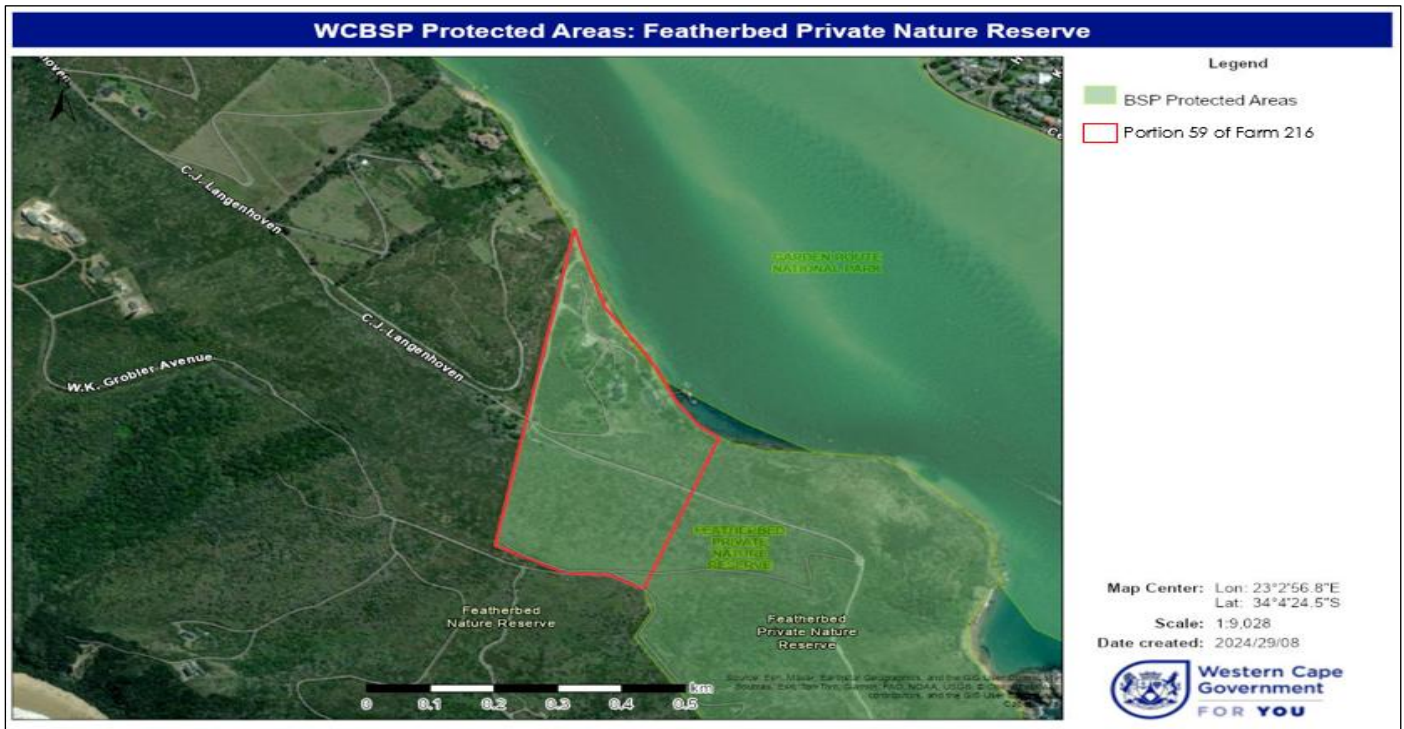 WCBSP Protected Areas: Featherbed Private Nature Reserve
Legend
BSP Protected Areas
Portion 59 of Farm 216
C.J. Langenhoven
C.J. Langenhoven
W.K. Grobler Avenue
GARDEN ROUTE
NATIONAL PARK
FEATHERBED
PRIVATE
NATURE
RESERVE
Featherbed
Nature Reserve
Featherbed
Private Nature
Reserve
km
0 0.1 0.2 0.3 0.4 0.5
Map Center: Lon: 23°2'56.8"E
Lat: 34°4'24.5"S
Scale: 1:9,028
Date created: 2024/29/08
Western Cape
Government
FOR YOU